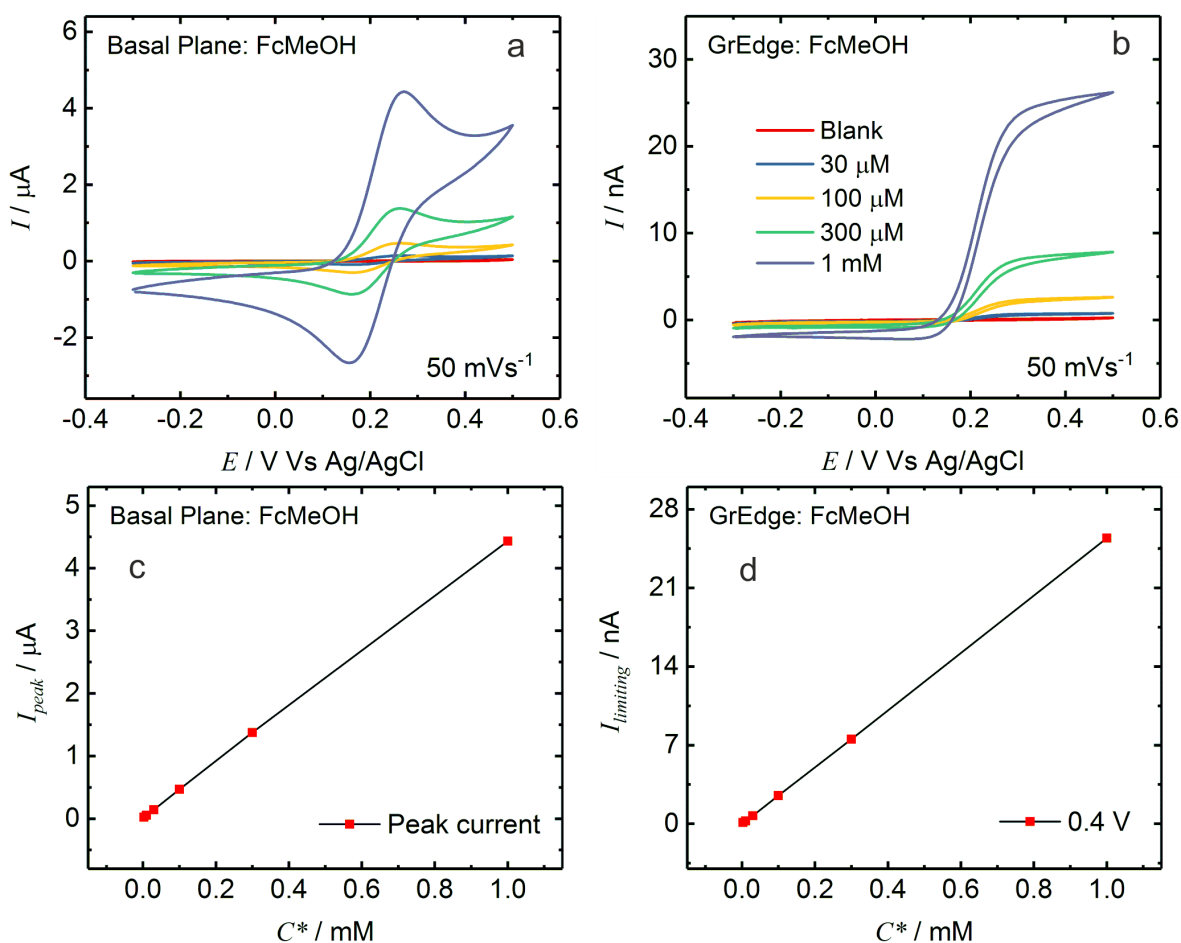 Basal Plane: FcMeOH
a
6
4
2
0
-2
I / μA
50 mVs-1
-0.4
-0.2
0.0
0.2
0.4
0.6
E / V Vs Ag/AgCl
GrEdge: FcMeOH
b
30
20
10
0
I / nA
Blank
30 μM
100 μM
300 μM
1 mM
50 mVs-1
-0.4
-0.2
0.0
0.2
0.4
0.6
E / V Vs Ag/AgCl
Basal Plane: FcMeOH
c
5
4
3
2
1
0
Ipeak / μA
Peak current
0.0
0.2
0.4
0.6
0.8
1.0
C* / mM
GrEdge: FcMeOH
d
28
21
14
7
0
Ilimiting / nA
0.4 V
0.0
0.2
0.4
0.6
0.8
1.0
C* / mM